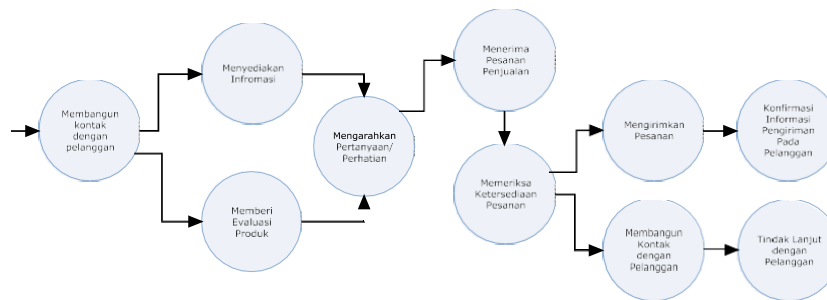 Membangun
kontak
dengan
pelanggan
Menyediakan
Infromasi
Memberi
Evaluasi
Produk
Mengarahkan
Pertanyaan/
Perhatian
Menerima
Pesanan
Penjualan
Memeriksa
Ketersediaan
Pesanan
Mengirimkan
Pesanan
Konfirmasi
Informasi
Pengiriman
Pada
Pelanggan
Membangun
Kontak
dengan
Pelanggan
Tindak Lanjut
dengan
Pelanggan